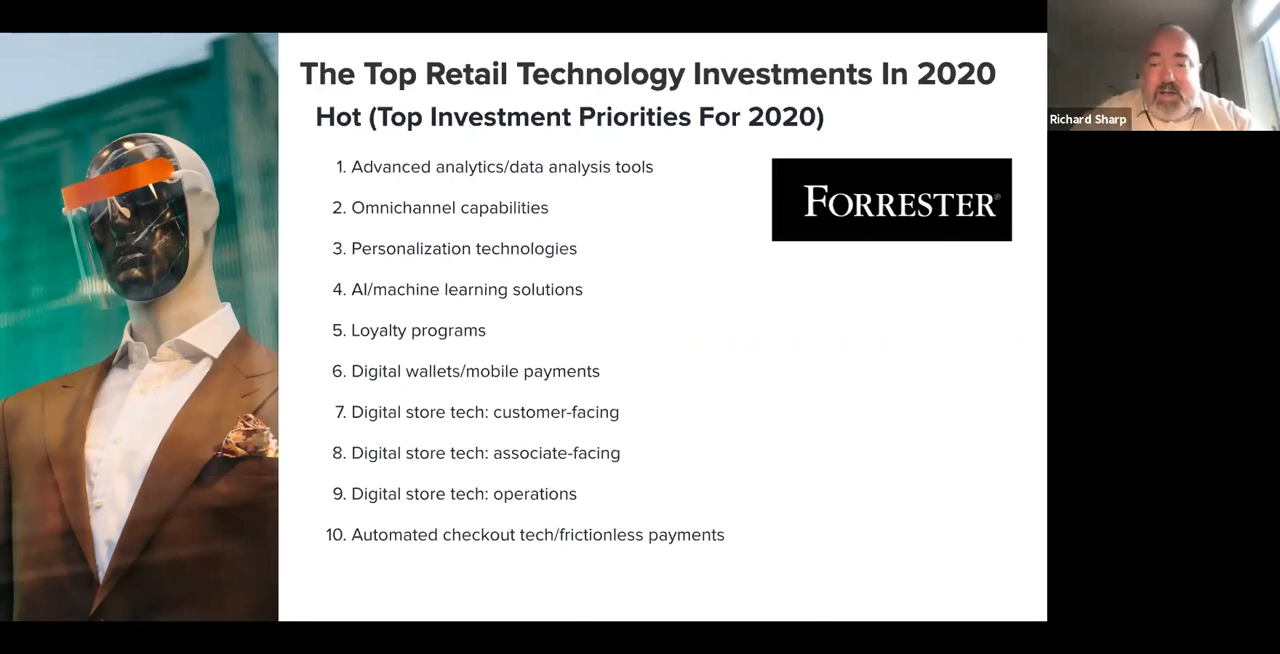 The Top Retail Technology Investments In 2020
Hot (Top Investment Priorities For 2020)
1. Advanced analytics/data analysis tools
2. Omnichannel capabilities
3. Personalization technologies
4. AI/machine learning solutions
5. Loyalty programs
6. Digital wallets/mobile payments
7. Digital store tech: customer-facing
8. Digital store tech: associate-facing
9. Digital store tech: operations
10. Automated checkout tech/frictionless payments
FORRESTER®
Richard Sharp